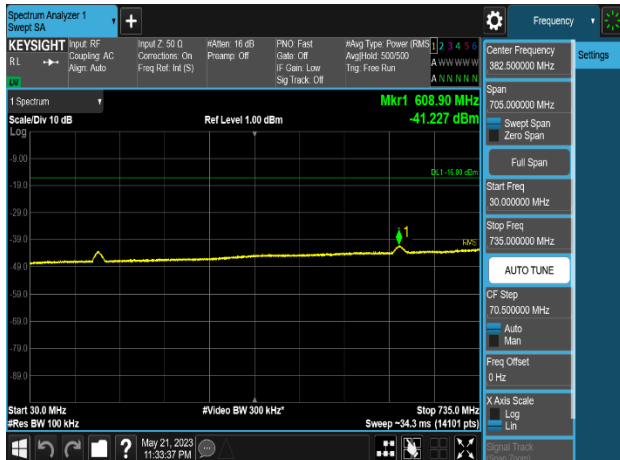 Spectrum Analyzer 1
Swept SA
Frequency
KEYSIGHT
RL
Input: RF
Coupling: AC
Align: Auto
Input Z: 50 Ω
Corrections: On
Freq Ref: Int (S)
#Atten: 16 dB
Preamp: Off
PNO: Fast
Gate: Off
IF Gain: Low
Sig Track: Off
#Avg Type: Power (RMS
Avg|Hold: 500/500
Trig: Free Run
1 2 3 4 5 6
A W W W W W
A N N N N N
1 Spectrum
Scale/Div 10 dB
Ref Level 1.00 dBm
Mkr1 608.90 MHz
-41.227 dBm
Log
-9.00
-19.0
-29.0
-39.0
-49.0
-59.0
-69.0
-79.0
-89.0
DL1 -16.00 dBm
1
RMS
Start 30.0 MHz
#Res BW 100 kHz
#Video BW 300 kHz*
Stop 735.0 MHz
Sweep ~34.3 ms (14101 pts)
May 21, 2023
11:33:37 PM
Center Frequency
382.500000 MHz
Settings
Span
705.000000 MHz
Swept Span
Zero Span
Full Span
Start Freq
30.000000 MHz
Stop Freq
735.000000 MHz
AUTO TUNE
CF Step
70.500000 MHz
Auto
Man
Freq Offset
0 Hz
X Axis Scale
Log
Lin
Signal Track
(Span Zoom)